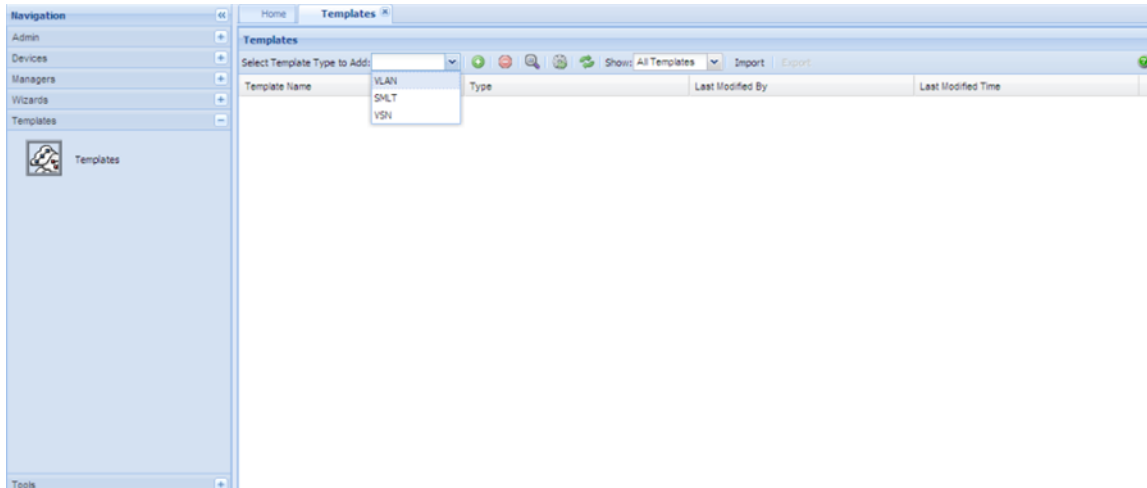 Navigation
Admin
Devices
Managers
Wizards
Templates
Templates
Tools
Home Templates
Templates
Select Template Type to Add: Show: All Templates Import Export
Template Name Type Last Modified By Last Modified Time
VLAN
SMLT
VSN